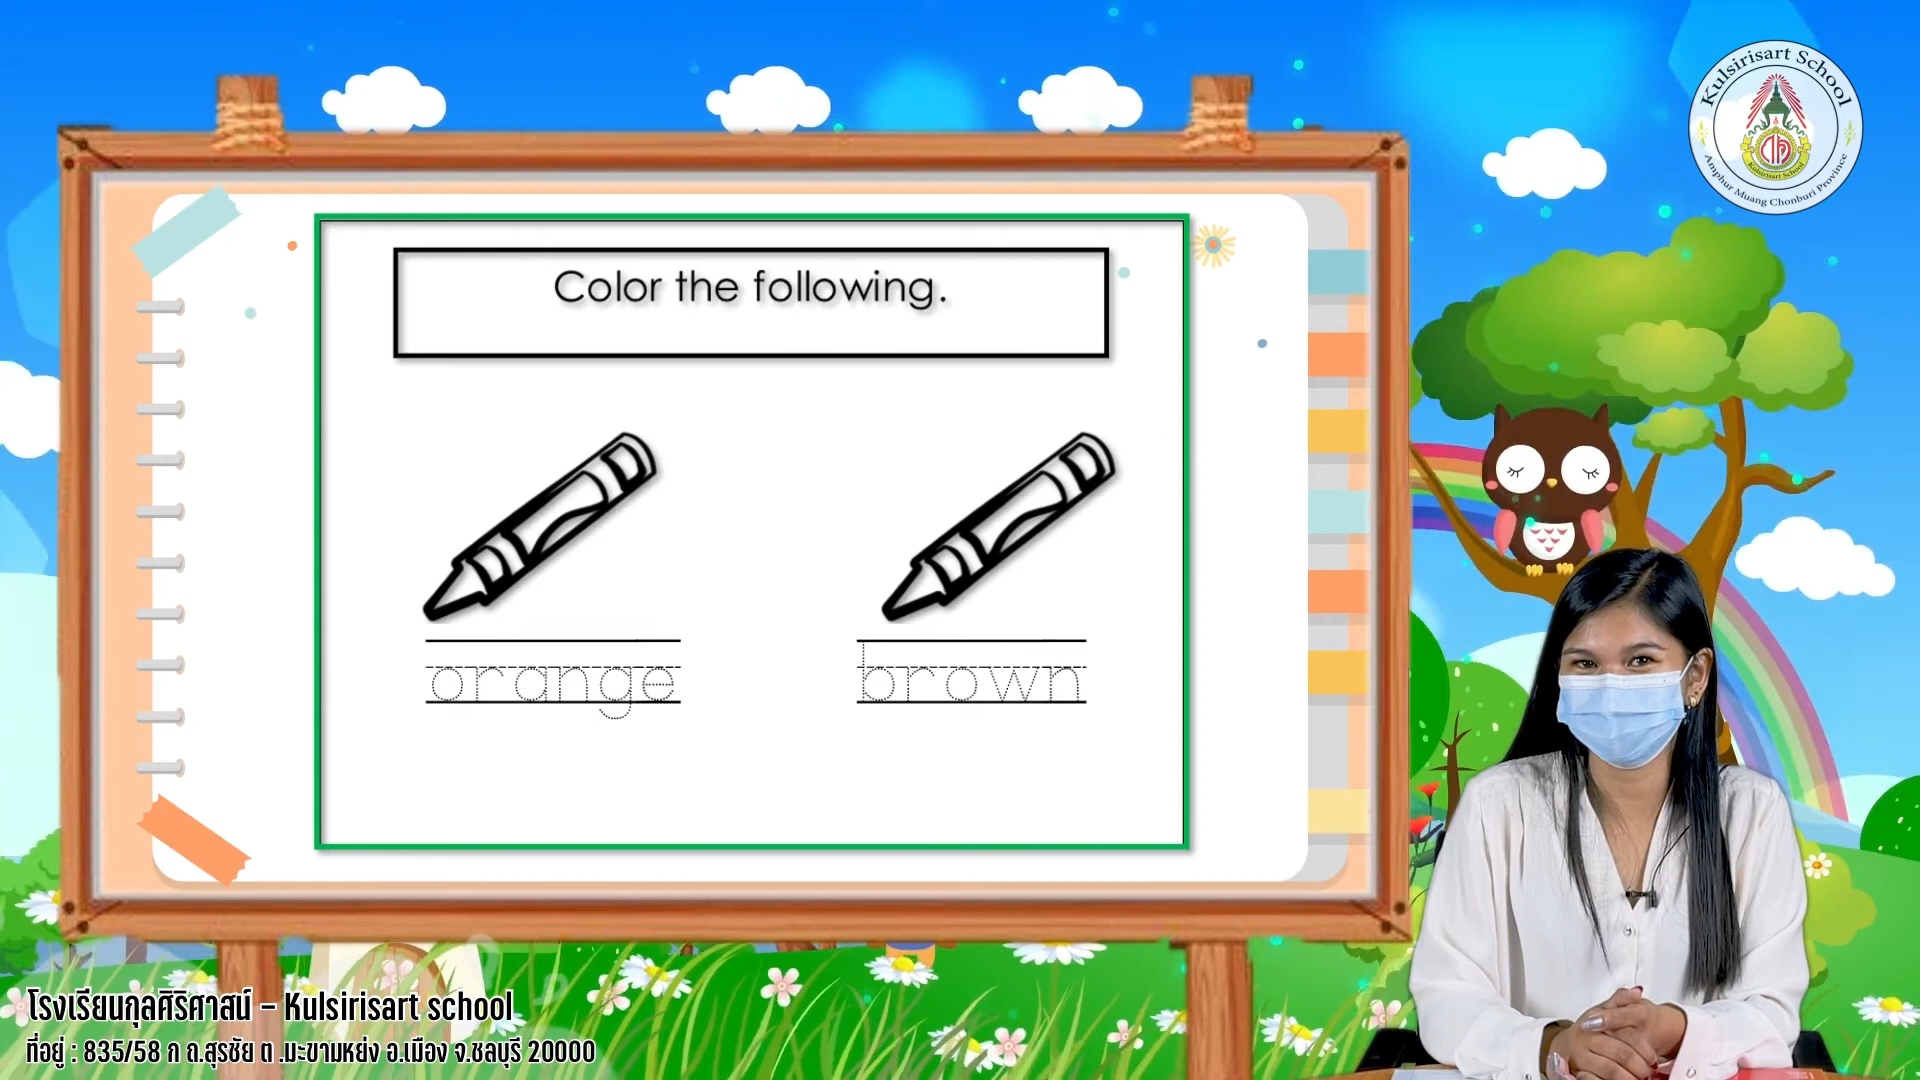 Color the following.
orange
brown
Kulsirisart School
Kulsirisart School
Amphur Muang Chonburi Province
โรงเรียนกุลศิริศาสน์ – Kulsirisart school
ที่อยู่ : 835/58 ก ถ.สุรชัย ต .มะขามหย่ง อ.เมือง จ.ชลบุรี 20000